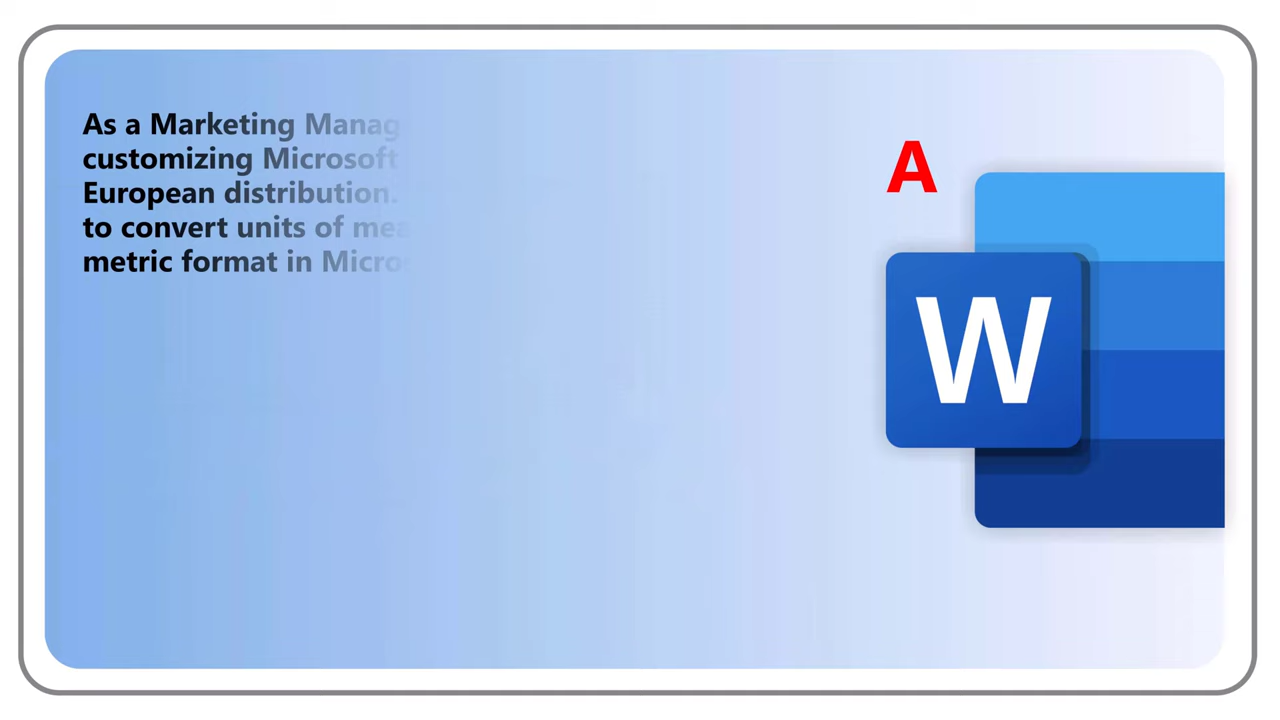 As a Marketing Manag
customizing Microsoft
European distribution.
to convert units of mea
metric format in Micro
A
W